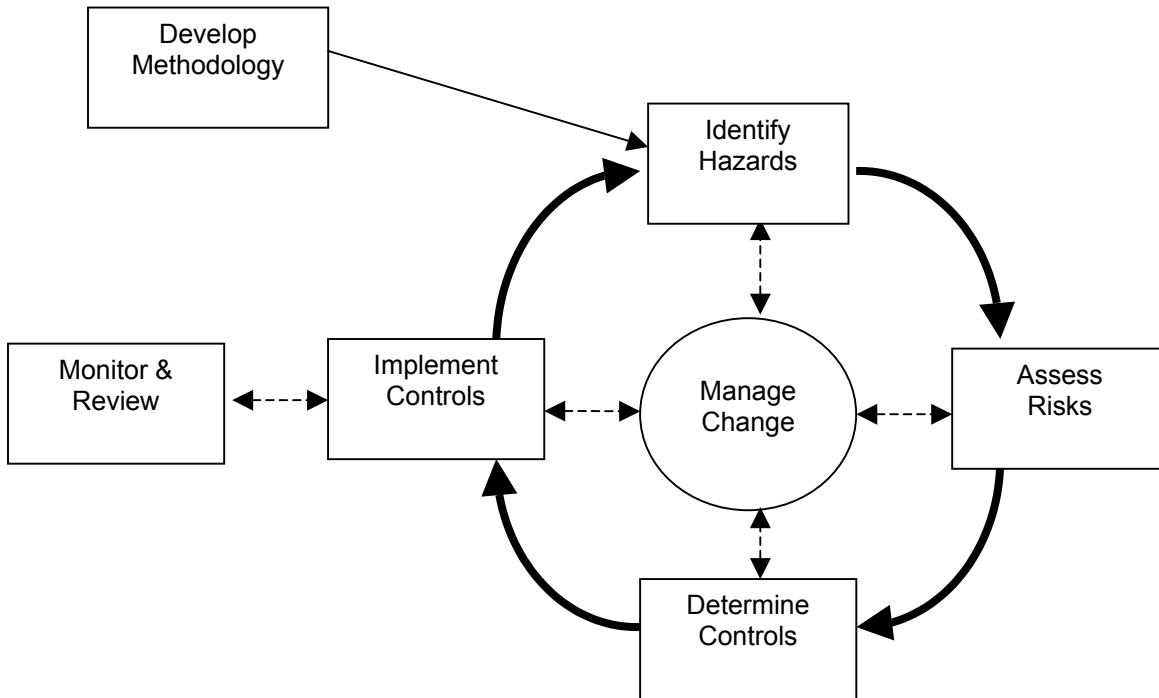 Develop
Methodology
Identify
Hazards
Monitor &
Review
Implement
Controls
Manage
Change
Assess
Risks
Determine
Controls